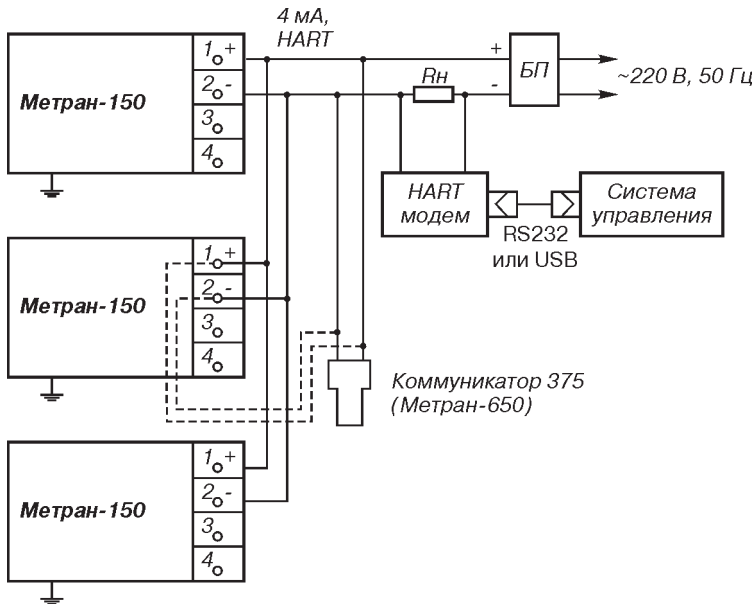 4 мА,
HART
1 +
2 -
3
4
Метран-150
+
-
Rн
БП
~220 В, 50 Гц
HART
модем
RS232
или USB
Система
управления
1 +
2 -
3
4
Метран-150
Коммуникатор 375
(Метран-650)
1 +
2 -
3
4
Метран-150